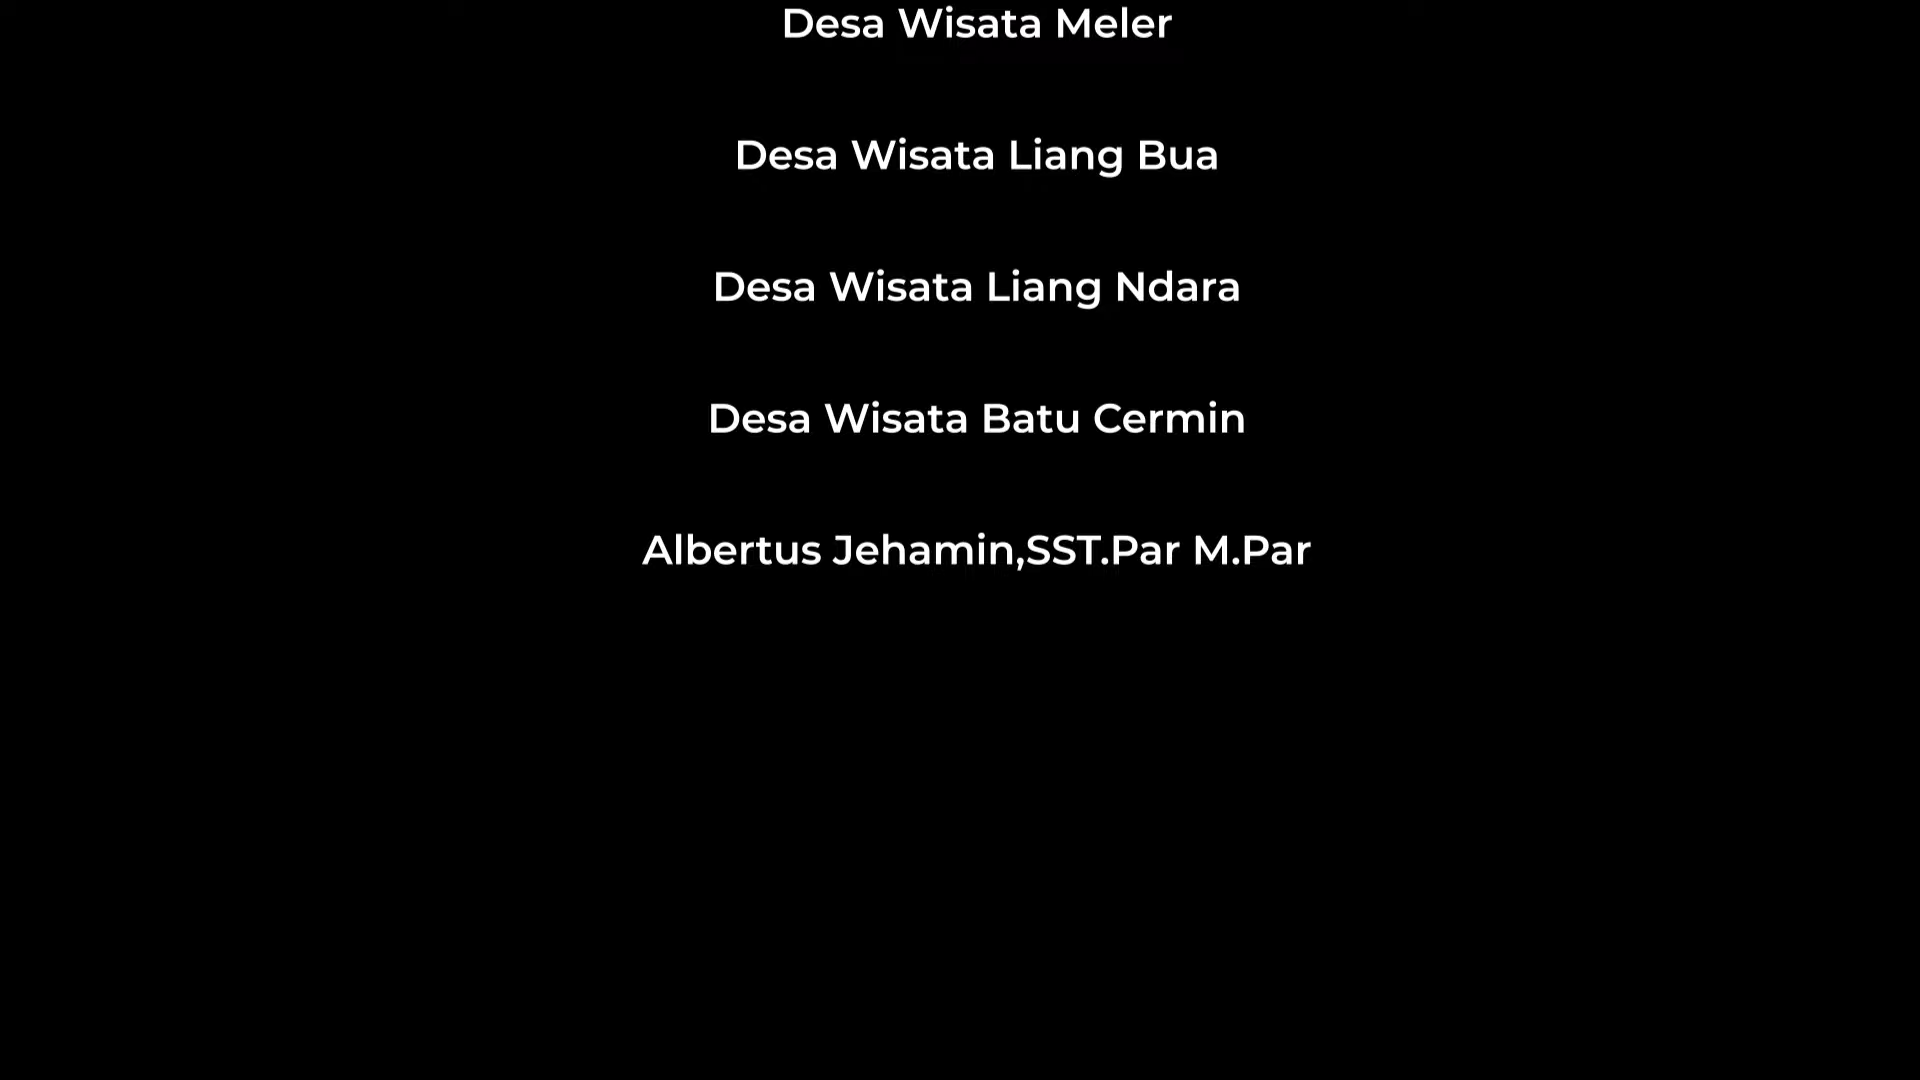 Desa Wisata Meler
Desa Wisata Liang Bua
Desa Wisata Liang Ndara
Desa Wisata Batu Cermin
Albertus Jehamin,SST.Par M.Par